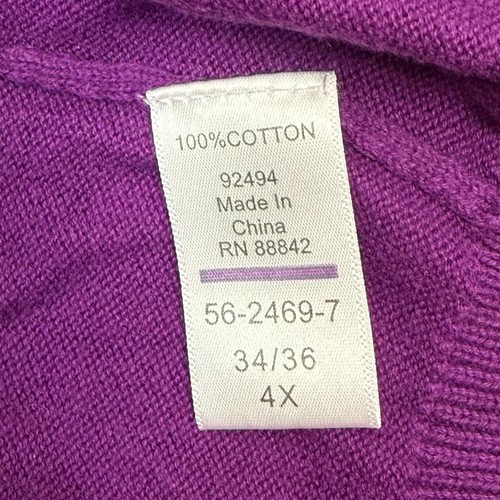 100%COTTON
92494
Made In
China
RN 88842
56-2469-7
34/36
4X